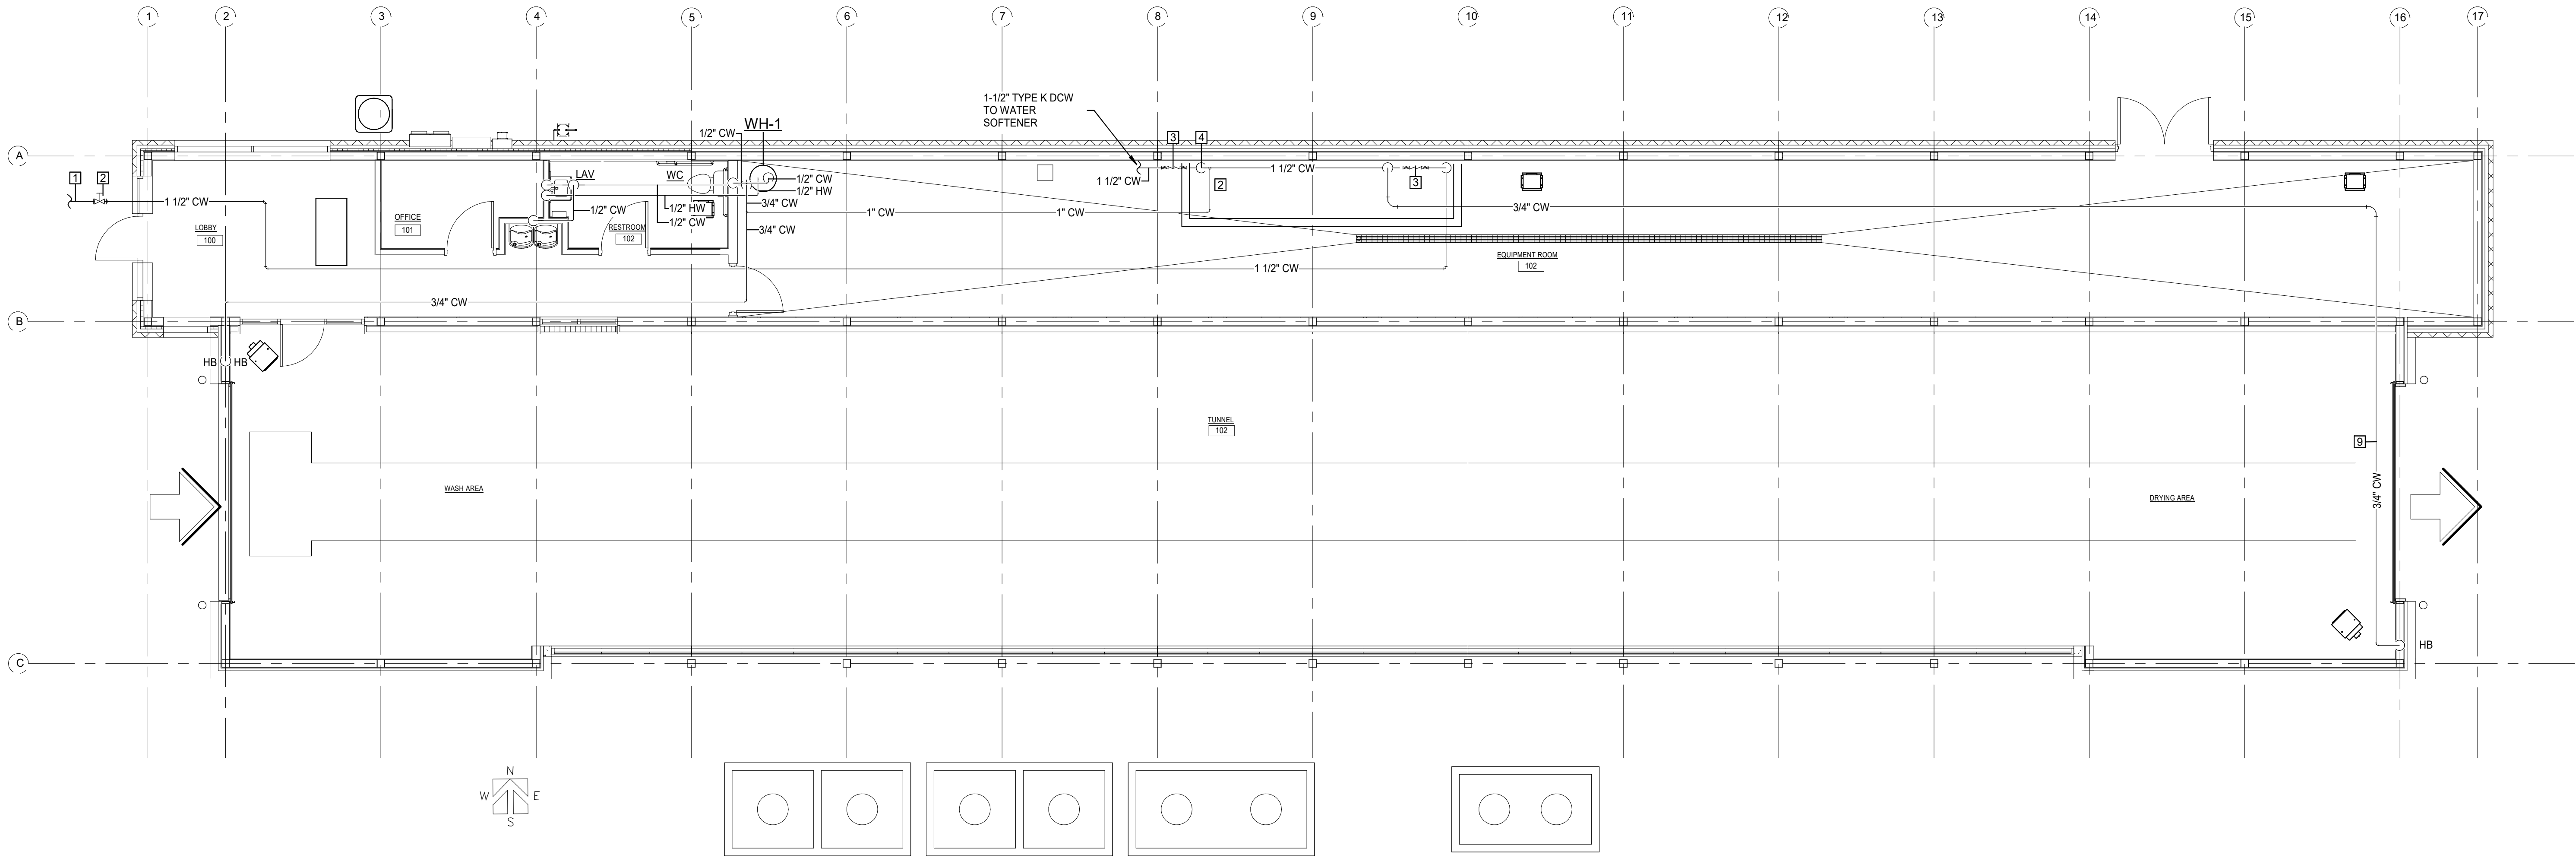 1
2
3
4
5
6
7
8
9
10
11
12
13
14
15
16
17
1-1/2" TYPE K DCW
TO WATER
SOFTENER
WH-1
1/2" CW
3
4
A
1 1/2" CW
3
LAV
WC
1/2" CW
1 1/2" CW
1
2
2
1/2" HW
1 1/2" CW
3/4" CW
3/4" CW
1/2" HW
1/2" CW
1" CW
1" CW
OFFICE
101
1/2" CW
LOBBY
100
RESTROOM
102
3/4" CW
EQUIPMENT ROOM
102
1 1/2" CW
3/4" CW
B
HB
HB
TUNNEL
102
9
WASH AREA
3/4" CW
DRYING AREA
HB
C
N
W
E
S